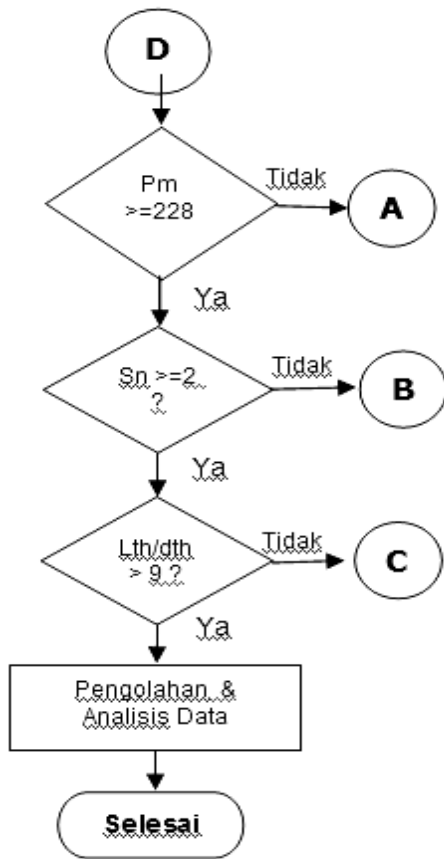 D
Pm
>=228
Tidak
A
Ya
Sn >=2
?
Tidak
B
Ya
Lth/dth
> 9 ?
Tidak
C
Ya
Pengolahan &
Analisis Data
Selesai